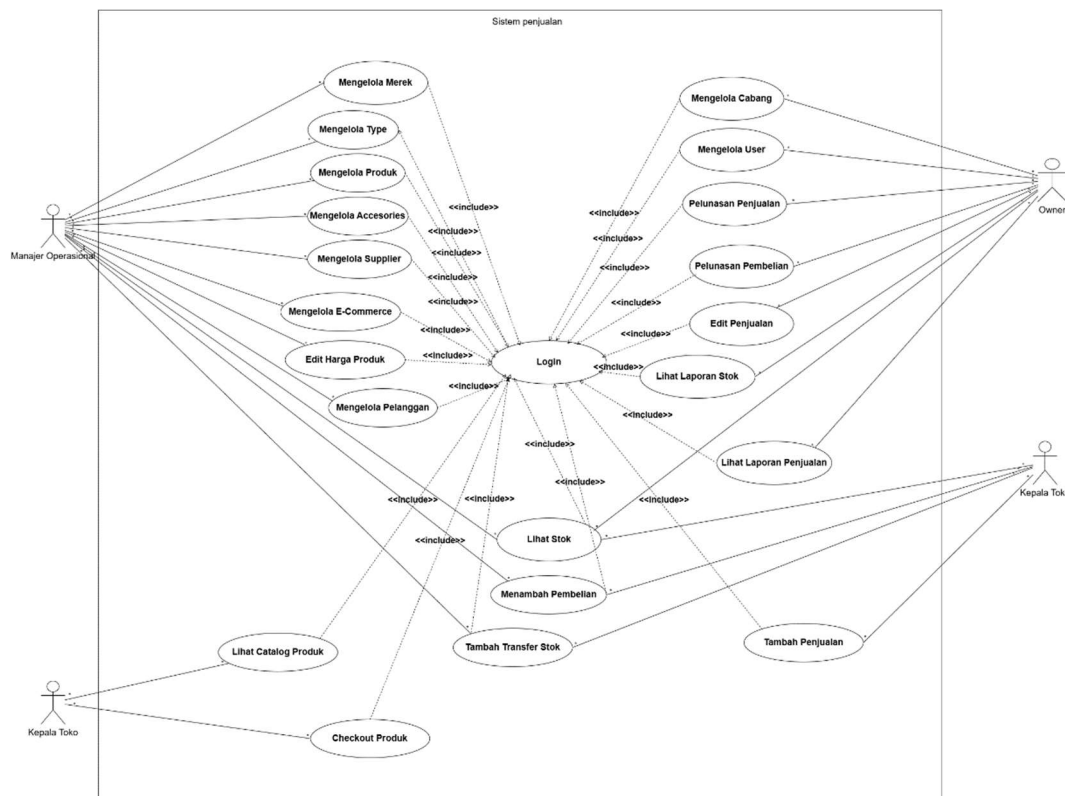 Sistem penjualan
Mengelola Merek
Mengelola Cabang
Mengelola Type
Mengelola User
Mengelola Produk
Pelunasan Penjualan
<<include>>
<<include>>
Mengelola Accesories
Owner
<<include>>
<<include>>
Manajer Operasional
Mengelola Supplier
<<include>>
<<include>>
Pelunasan Pembelian
<<include>>
<<include>>
Mengelola E-Commerce
<<include>>
<<include>>
Edit Penjualan
Edit Harga Produk
<<include>>
Login
<<include>>
Lihat Laporan Stok
<<include>>
Mengelola Pelanggan
<<include>>
Lihat Laporan Penjualan
<<include>>
<<include>>
<<include>>
<<include>>
Kepala Tok
<<include>>
Lihat Stok
Menambah Pembelian
Lihat Catalog Produk
Tambah Transfer Stok
Tambah Penjualan
Kepala Toko
Checkout Produk